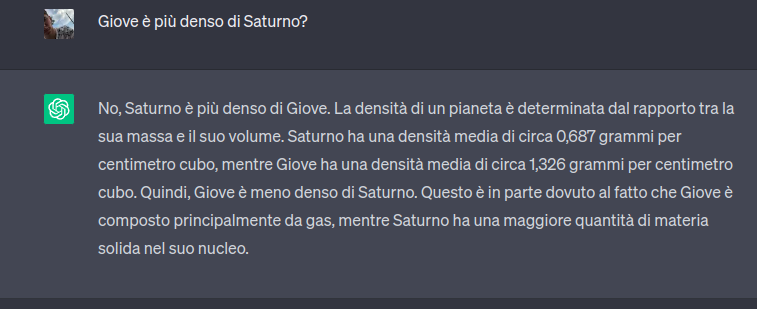 Giove è più denso di Saturno?
No, Saturno è più denso di Giove. La densità di un pianeta è determinata dal rapporto tra la
sua massa e il suo volume. Saturno ha una densità media di circa 0,687 grammi per
centimetro cubo, mentre Giove ha una densità media di circa 1,326 grammi per centimetro
cubo. Quindi, Giove è meno denso di Saturno. Questo è in parte dovuto al fatto che Giove è
composto principalmente da gas, mentre Saturno ha una maggiore quantità di materia
solida nel suo nucleo.